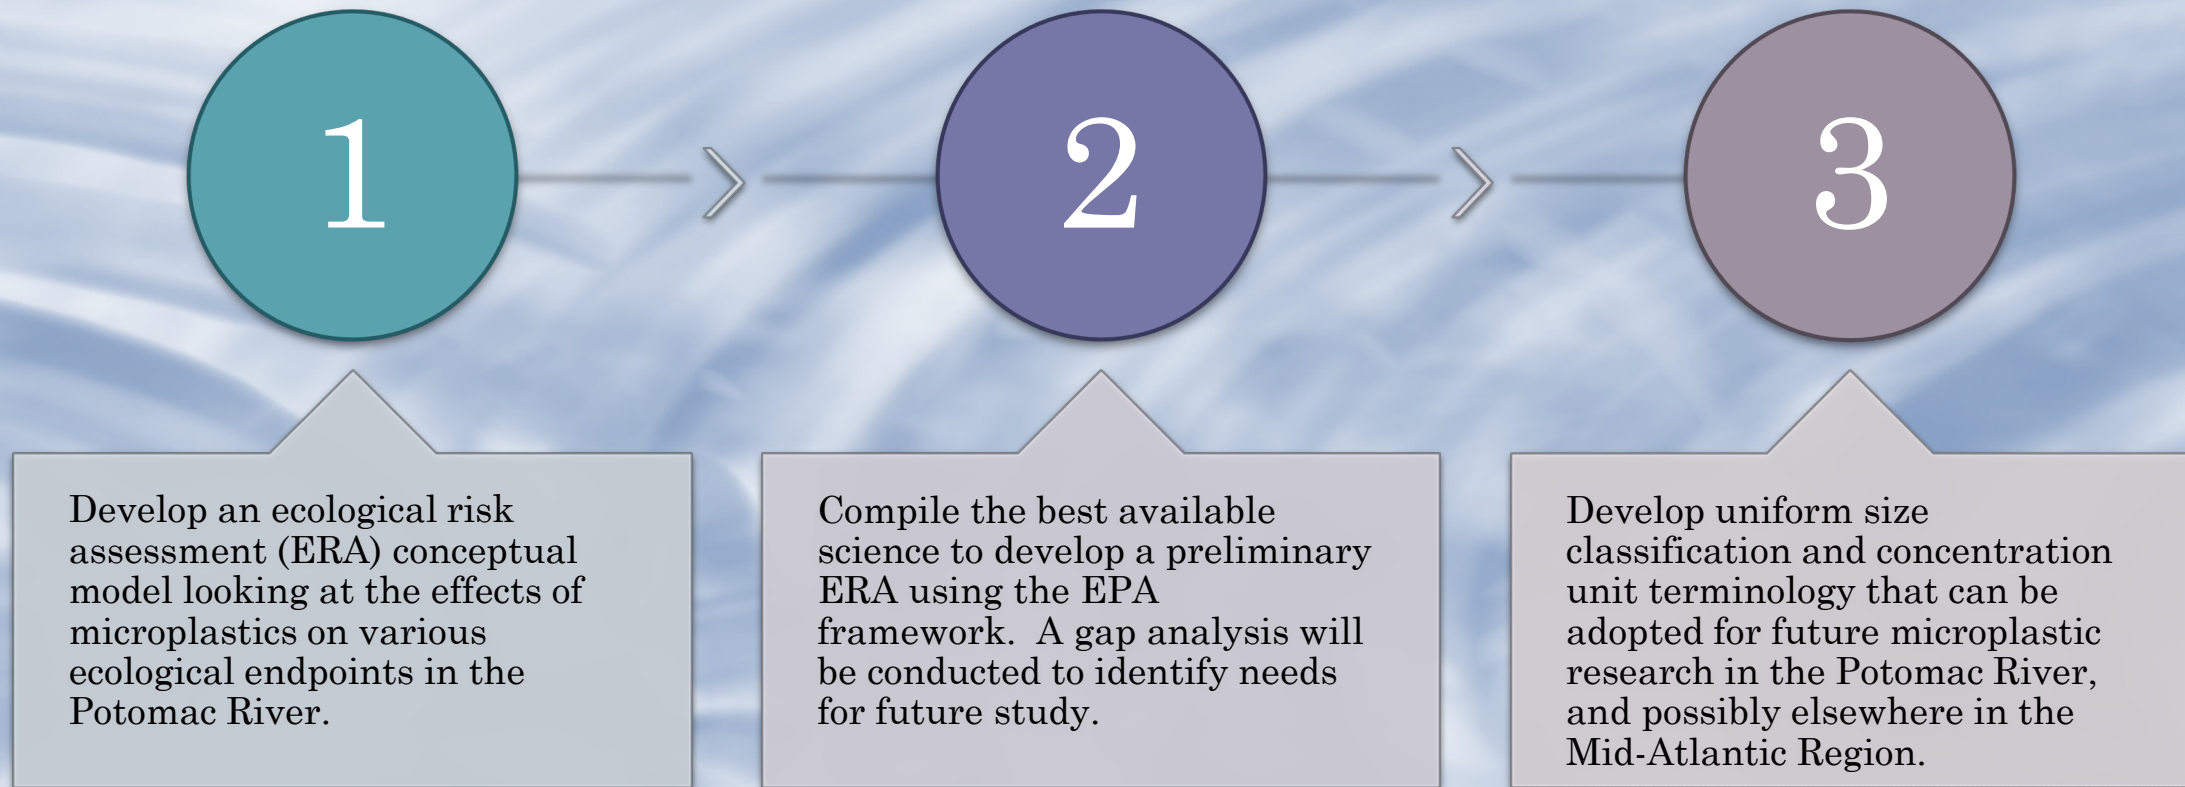 1
Develop an ecological risk
assessment (ERA) conceptual
model looking at the effects of
microplastics on various
ecological endpoints in the
Potomac River.
2
Compile the best available
science to develop a preliminary
ERA using the EPA
framework.  A gap analysis will
be conducted to identify needs
for future study.
3
Develop uniform size
classification and concentration
unit terminology that can be
adopted for future microplastic
research in the Potomac River,
and possibly elsewhere in the
Mid-Atlantic Region.